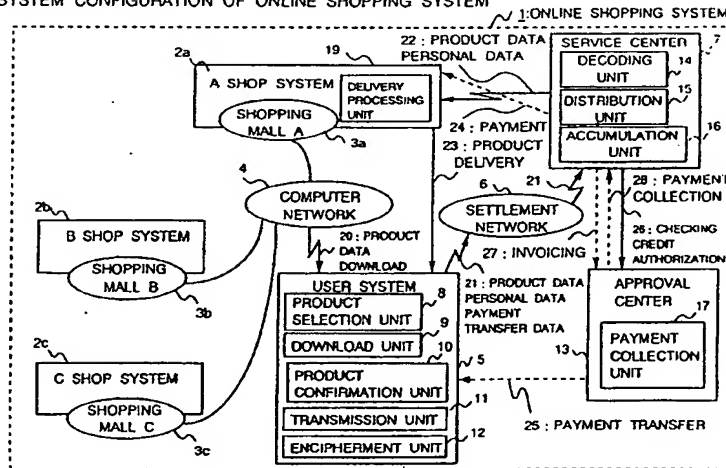 SYSTEM CONFIGURATION OF ONLINE SHOPPING SYSTEM
1:ONLINE SHOPPING SYSTEM
2a
19
A SHOP SYSTEM
DELIVERY
PROCESSING
UNIT
SHOPPING
MALL A
3a
22 : PRODUCT DATA
PERSONAL DATA
24 : PAYMENT
23 : PRODUCT
DELIVERY
SERVICE CENTER
7
DECODING
UNIT
14
DISTRIBUTION
UNIT
15
ACCUMULATION
UNIT
16
4
COMPUTER
NETWORK
20 : PRODUCT
DATA
DOWNLOAD
6
21
SETTLEMENT
NETWORK
27 : INVOICING
28 : PAYMENT
COLLECTION
26 : CHECKING
CREDIT
AUTHORIZATION
2b
B SHOP SYSTEM
SHOPPING
MALL B
3b
2c
C SHOP SYSTEM
SHOPPING
MALL C
3c
USER SYSTEM
PRODUCT
SELECTION UNIT
8
DOWNLOAD UNIT
9
10
PRODUCT
CONFIRMATION UNIT
5
TRANSMISSION UNIT
11
ENCIPHERMENT UNIT
12
21 : PRODUCT DATA
PERSONAL DATA
PAYMENT
TRANSFER DATA
APPROVAL
CENTER
17
PAYMENT
COLLECTION
UNIT
13
25 : PAYMENT TRANSFER